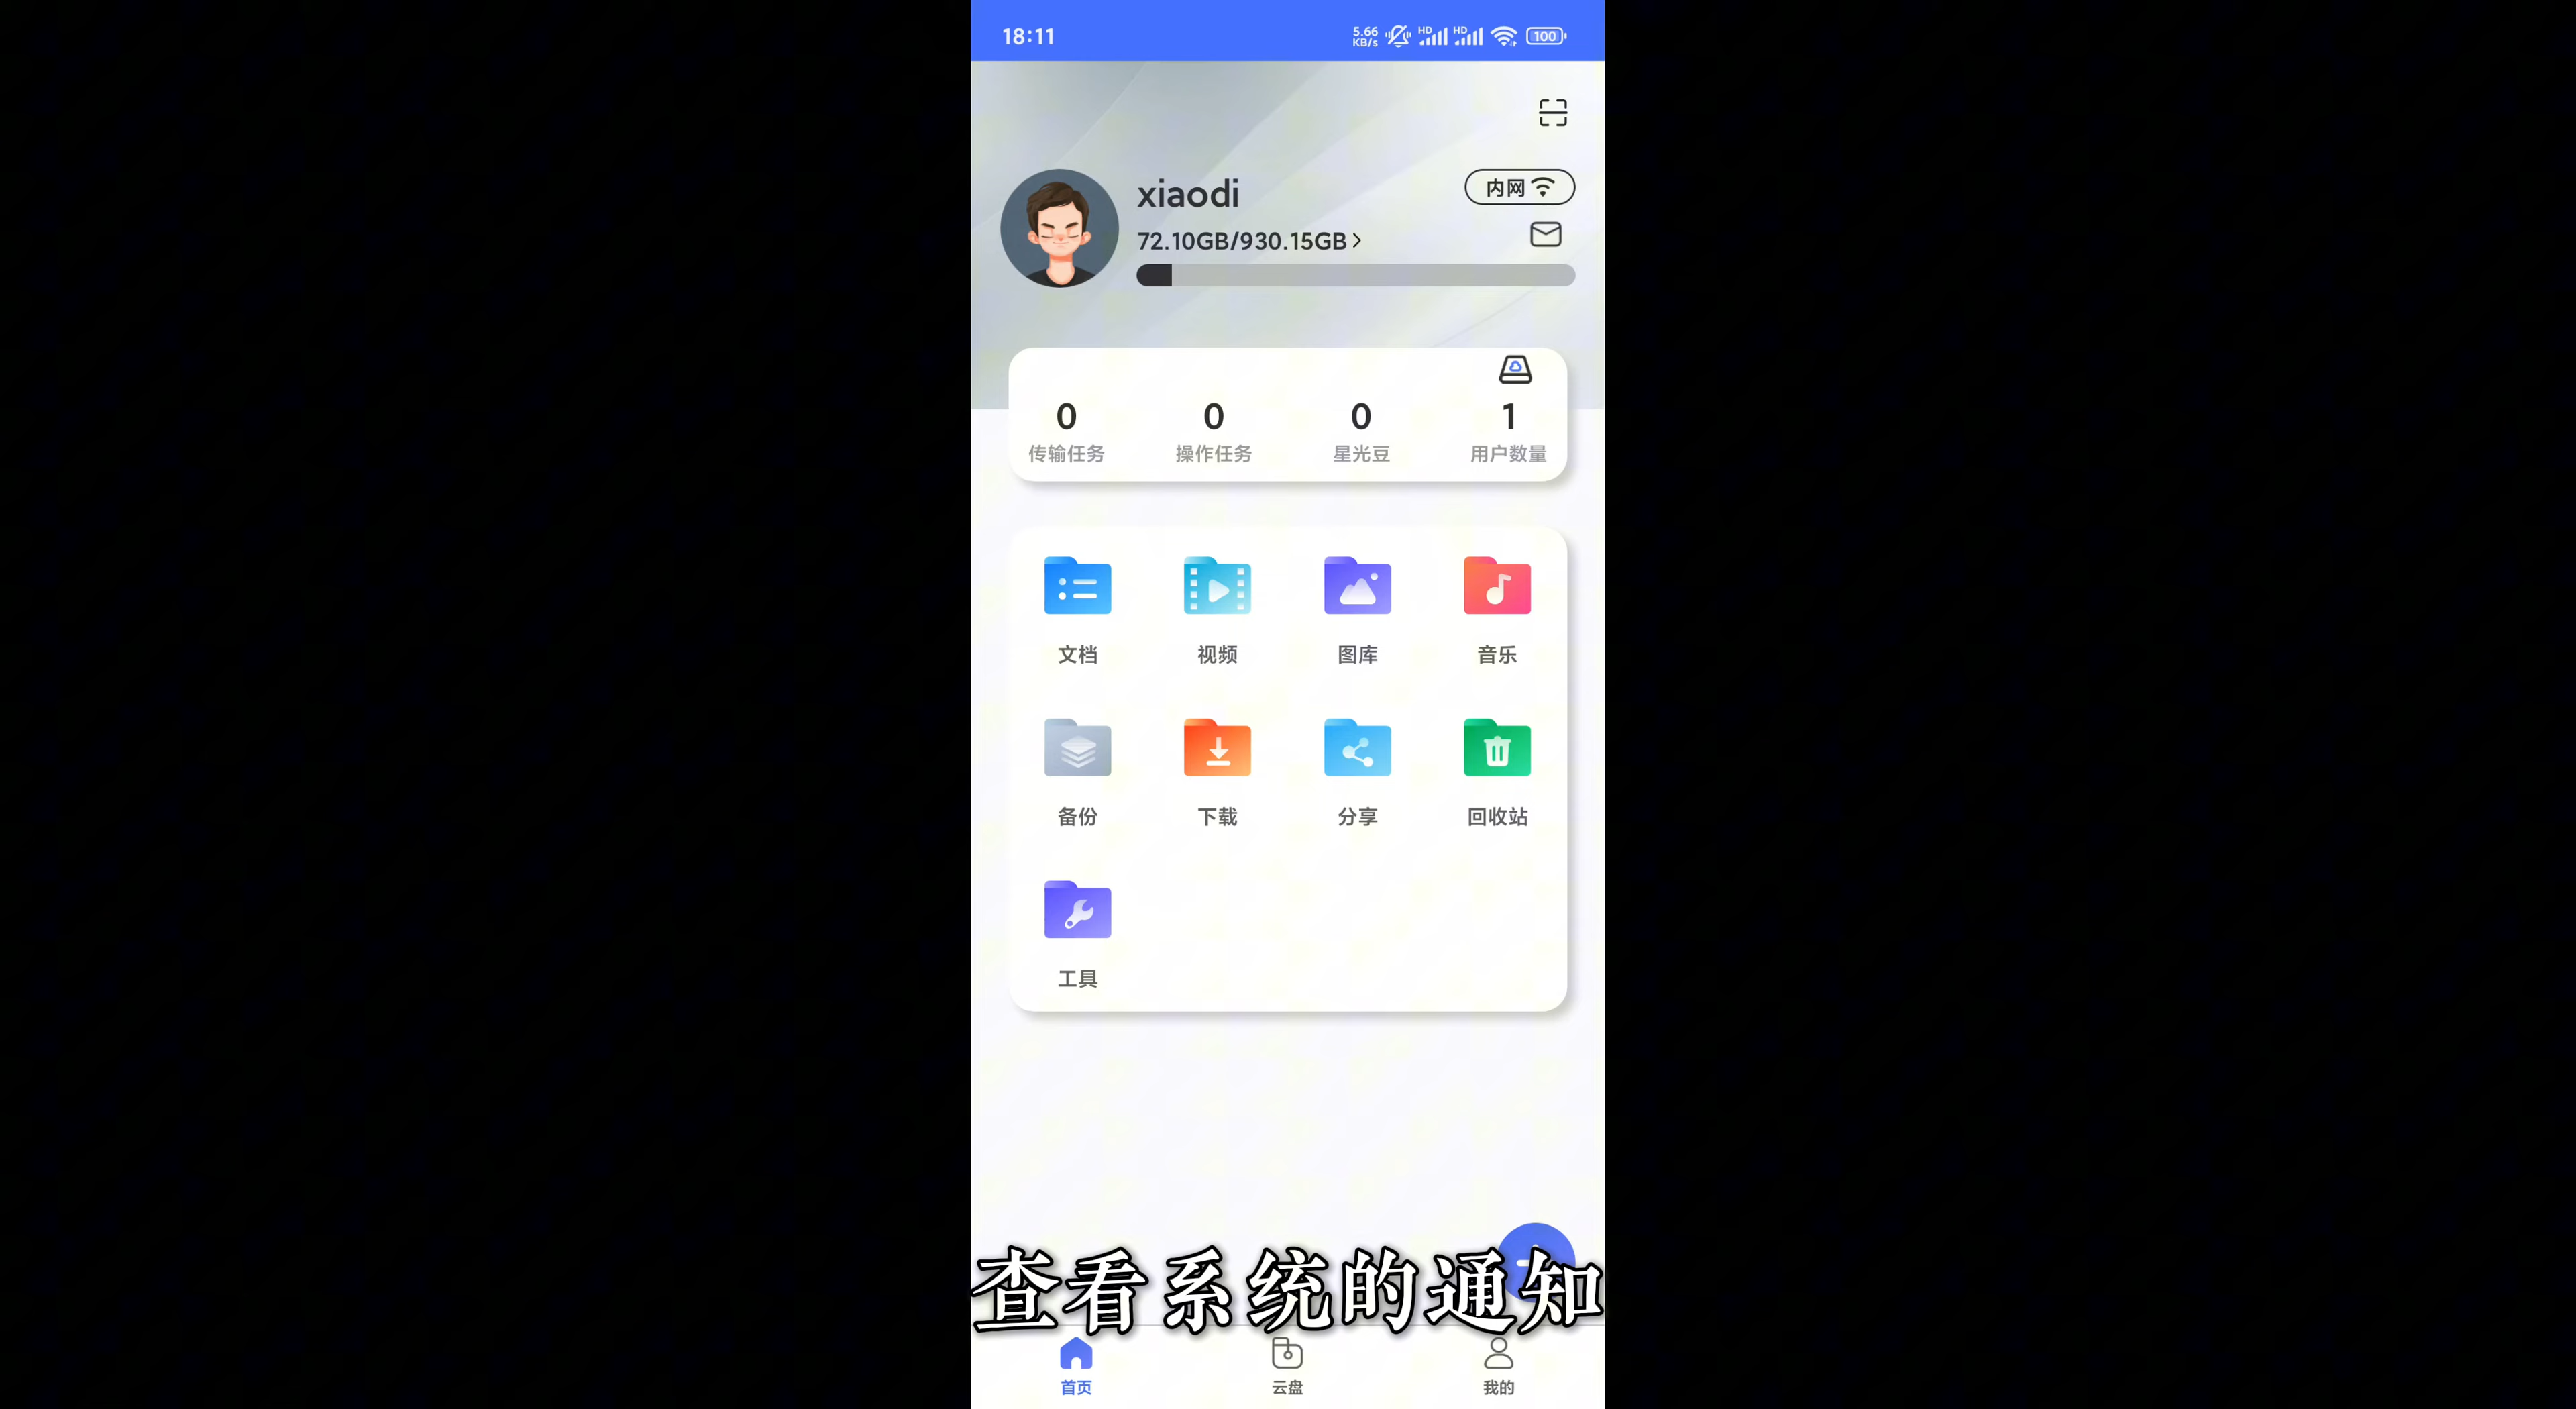 18:11
5.66 KB/s HD HD 100
xiaodi
内网
72.10GB/930.15GB>
0 0 0 1
传输任务 操作任务 星光豆 用户数量
文档 视频 图库 音乐
备份 下载 分享 回收站
工具
查看系统的通知
首页 云盘 我的